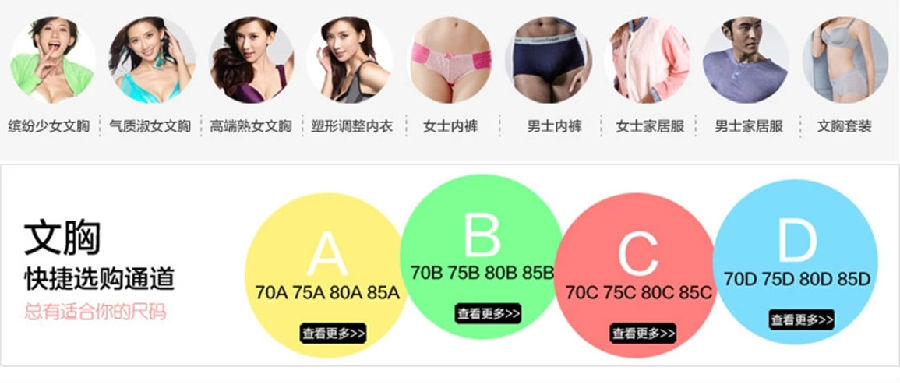 缤纷少女文胸
气质淑女文胸
高端熟女文胸
塑形调整内衣
女士内裤
男士内裤
女士家居服
男士家居服
文胸套装
文胸
快捷选购通道
总有适合你的尺码
A
70A 75A 80A 85A
查看更多>>
B
70B 75B 80B 85B
查看更多>>
C
70C 75C 80C 85C
查看更多>>
D
70D 75D 80D 85D
查看更多>>